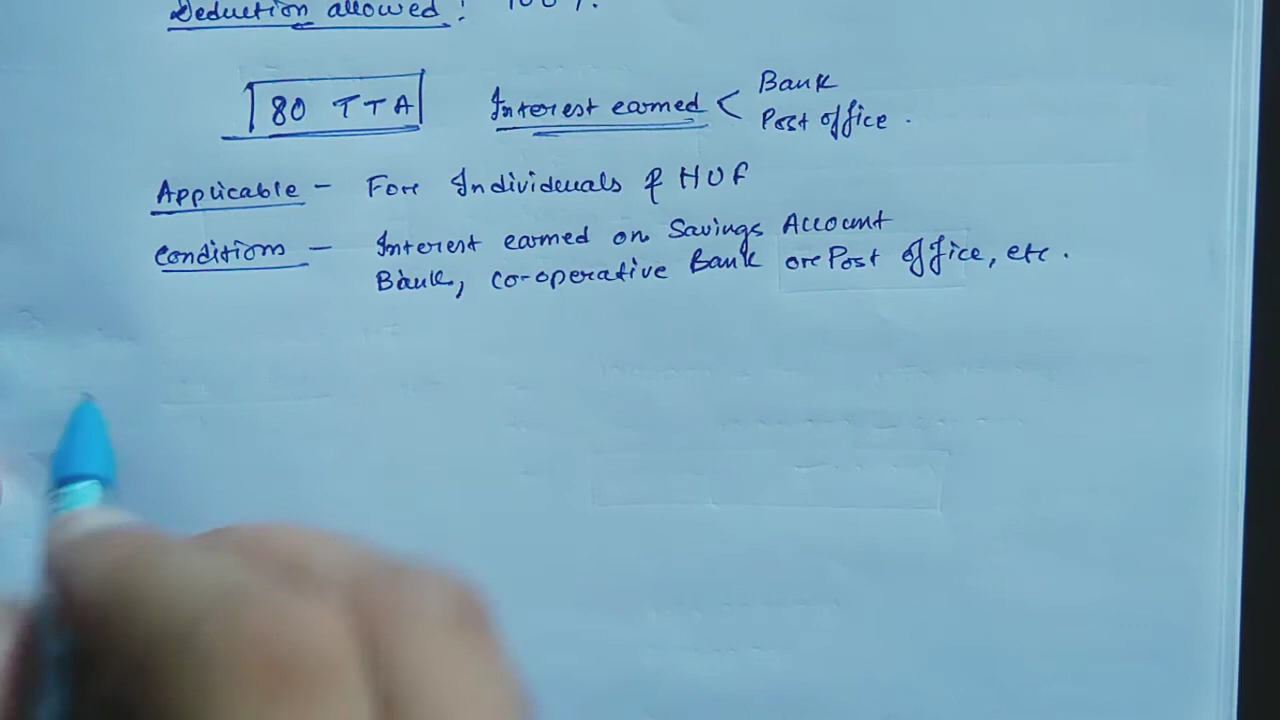 Deduction allowed: 100%.
80 TTA Interest earned < Bank
Post office.
Applicable - For Individuals & HUF
Conditions - Interest earned on Savings Account
Bank, co-operative Bank or Post office, etc.